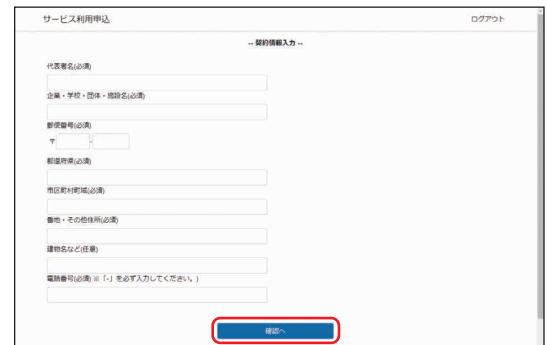 サービス利用申込 ログアウト
-- 契約情報入力 --
代表者名(必須)
企業・学校・団体・施設名(必須)
郵便番号(必須)
〒 -
都道府県(必須)
市区町村町域(必須)
番地・その他住所(必須)
建物名など(任意)
電話番号(必須) ※「-」を必ず入力してください。)
確認へ